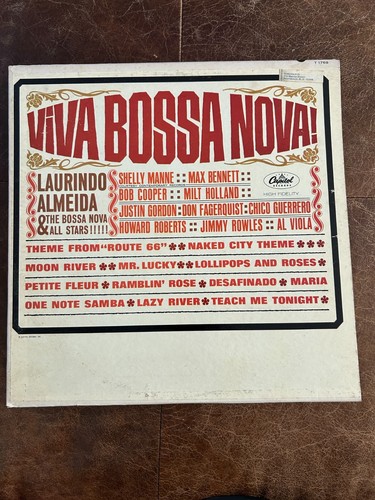 T 1759
VIVA BOSSA NOVA!
LAURINDO
ALMEIDA
& THE BOSSA NOVA
ALL STARS!!!!!
SHELLY MANNE :: MAX BENNETT ::
BOB COOPER :: MILT HOLLAND ::
JUSTIN GORDON :: DON FAGERQUIST :: CHICO GUERRERO
HOWARD ROBERTS :: JIMMY ROWLES :: AL VIOLA
Capitol
RECORDS
HIGH FIDELITY
THEME FROM "ROUTE 66" ** NAKED CITY THEME ***
MOON RIVER ** MR. LUCKY ** LOLLIPOPS AND ROSES *
PETITE FLEUR * RAMBLIN' ROSE * DESAFINADO * MARIA
ONE NOTE SAMBA * LAZY RIVER * TEACH ME TONIGHT *